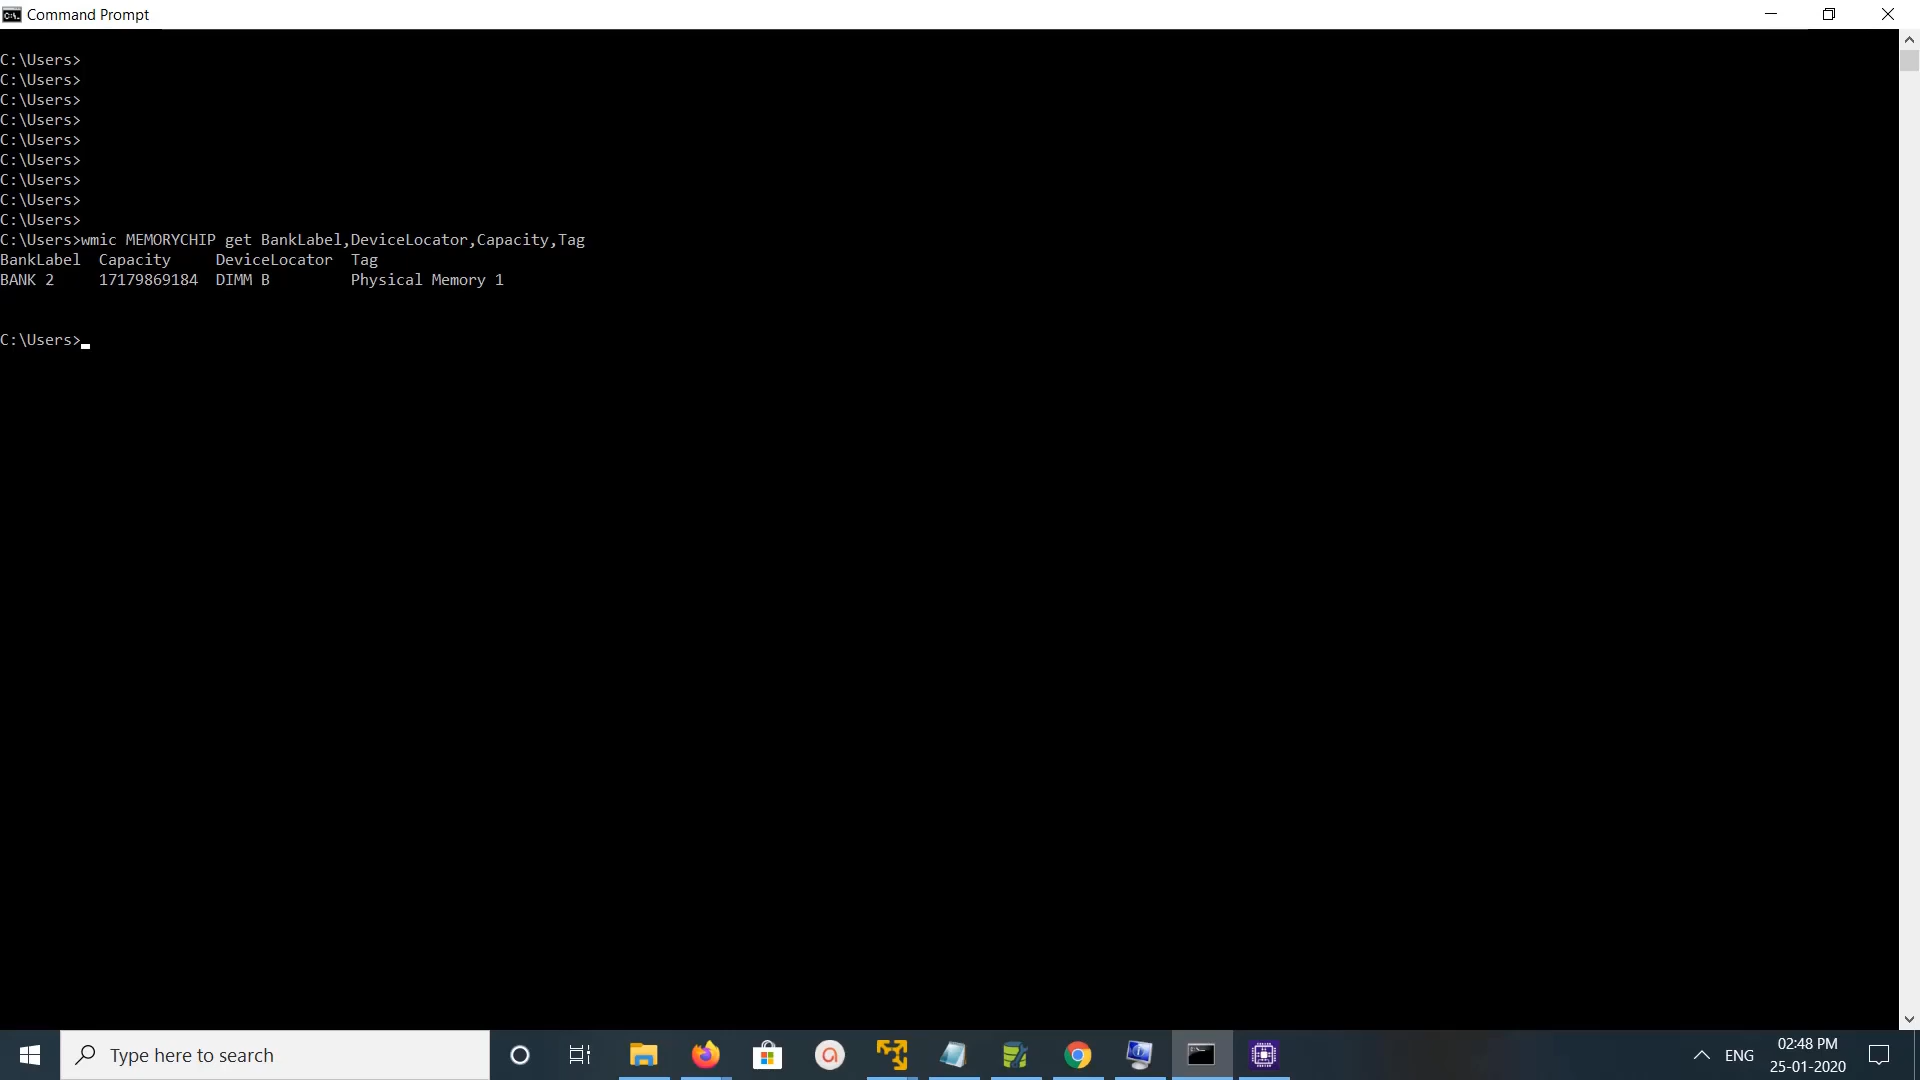 Command Prompt
C:\Users>
C:\Users>
C:\Users>
C:\Users>
C:\Users>
C:\Users>
C:\Users>
C:\Users>
C:\Users>
C:\Users>wmic MEMORYCHIP get BankLabel,DeviceLocator,Capacity,Tag
BankLabel  Capacity     DeviceLocator  Tag
BANK 2     17179869184  DIMM B         Physical Memory 1
C:\Users>
Type here to search
ENG
02:48 PM
25-01-2020